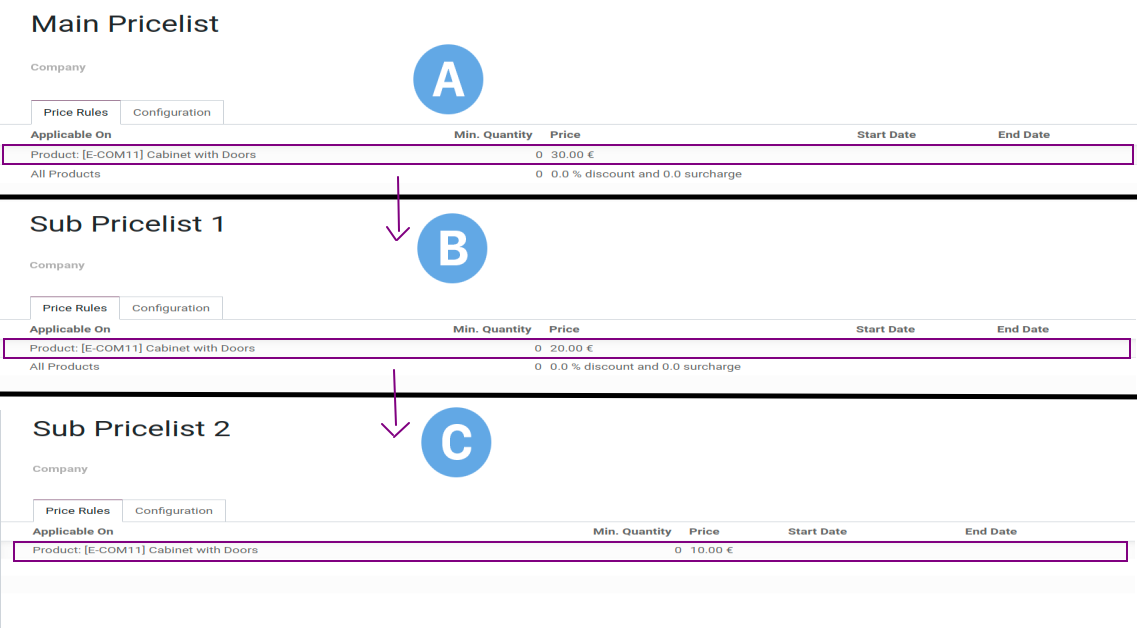 Main Pricelist
A
Company
Price Rules Configuration
Applicable On Min. Quantity Price Start Date End Date
Product: [E-COM11] Cabinet with Doors 0 30.00 €
All Products 0 0.0 % discount and 0.0 surcharge
Sub Pricelist 1
B
Company
Price Rules Configuration
Applicable On Min. Quantity Price Start Date End Date
Product: [E-COM11] Cabinet with Doors 0 20.00 €
All Products 0 0.0 % discount and 0.0 surcharge
Sub Pricelist 2
C
Company
Price Rules Configuration
Applicable On Min. Quantity Price Start Date End Date
Product: [E-COM11] Cabinet with Doors 0 10.00 €